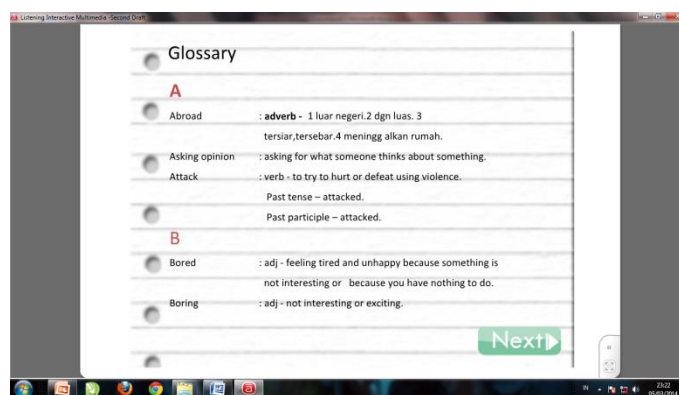 Listening Interactive Multimedia -Second Draft
Glossary
A
Abroad : adverb - 1 luar negeri.2 dgn luas. 3
tersiar,tersebar.4 meningg alkan rumah.
Asking opinion : asking for what someone thinks about something.
Attack : verb - to try to hurt or defeat using violence.
Past tense – attacked.
Past participle – attacked.
B
Bored : adj - feeling tired and unhappy because something is
not interesting or because you have nothing to do.
Boring : adj - not interesting or exciting.
Next
IN
23:22
05/03/2014